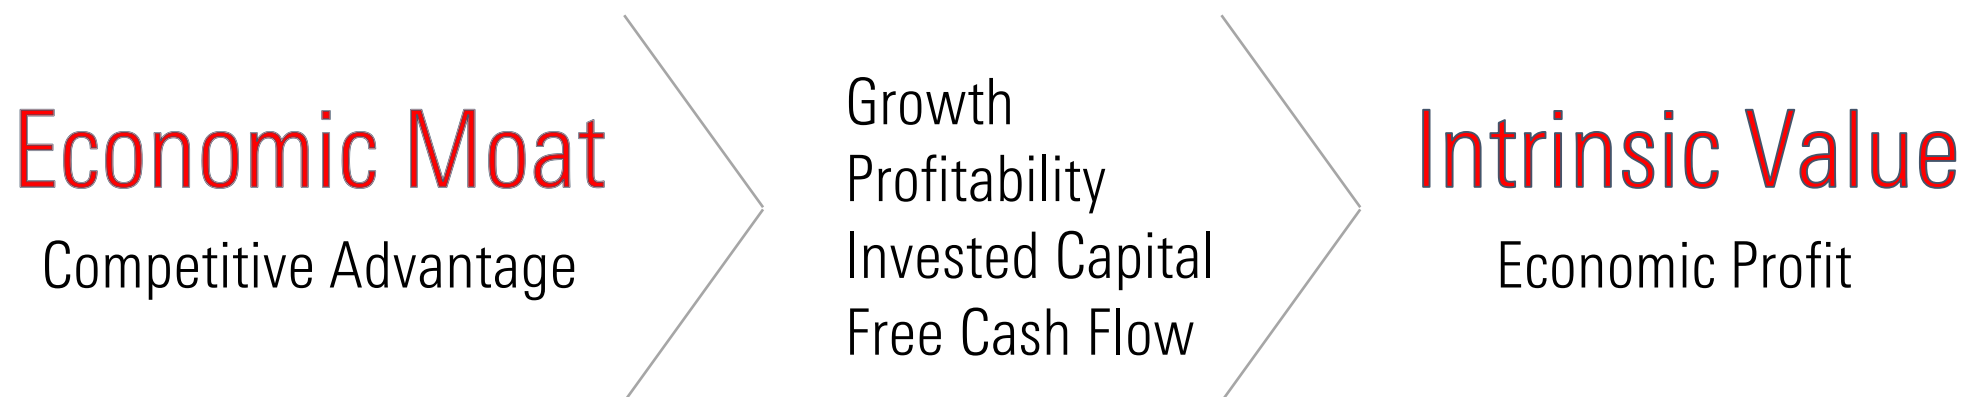 Economic Moat
Competitive Advantage
Growth
Profitability
Invested Capital
Free Cash Flow
Intrinsic Value
Economic Profit